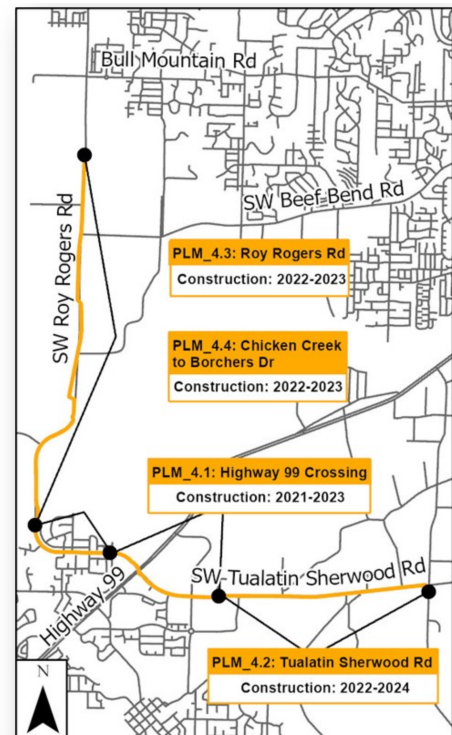 Bull Mountain Rd
SW Beef Bend Rd
SW Roy Rogers Rd
PLM_4.3: Roy Rogers Rd
Construction: 2022-2023
PLM_4.4: Chicken Creek
to Borchers Dr
Construction: 2022-2023
PLM_4.1: Highway 99 Crossing
Construction: 2021-2023
SW Tualatin Sherwood Rd
Highway 99
PLM_4.2: Tualatin Sherwood Rd
Construction: 2022-2024
N